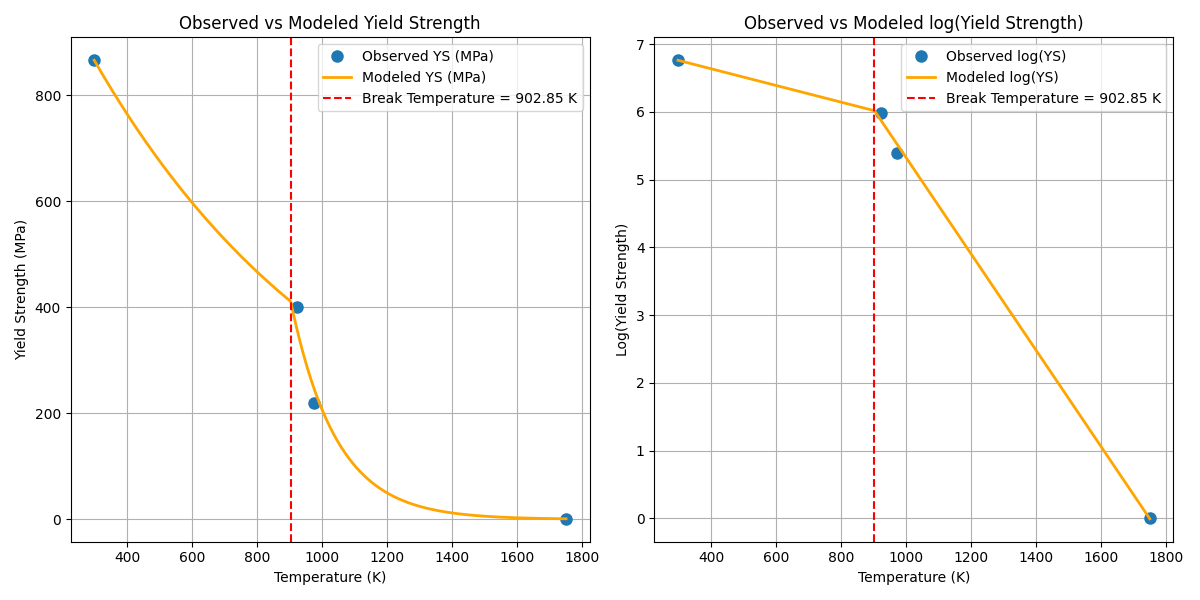 Observed vs Modeled Yield Strength
Observed YS (MPa)
Modeled YS (MPa)
Break Temperature = 902.85 K
Yield Strength (MPa)
800
600
400
200
0
400 600 800 1000 1200 1400 1600 1800
Temperature (K)
Observed vs Modeled log(Yield Strength)
Observed log(YS)
Modeled log(YS)
Break Temperature = 902.85 K
Log(Yield Strength)
7
6
5
4
3
2
1
0
400 600 800 1000 1200 1400 1600 1800
Temperature (K)